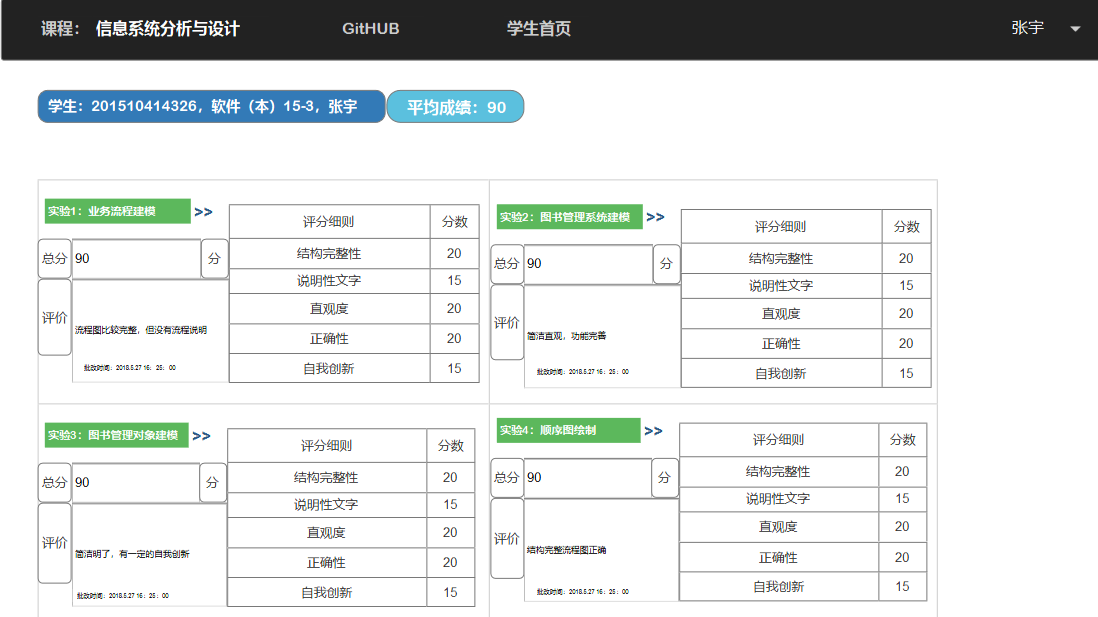 课程： 信息系统分析与设计 GitHUB 学生首页 张宇
学生：201510414326，软件（本）15-3，张宇 平均成绩：90
实验1：业务流程建模 >>
总分 90 分
评价 流程图比较完整，但没有流程说明
批改时间：2018.5.27 16：25：00
评分细则 分数
结构完整性 20
说明性文字 15
直观度 20
正确性 20
自我创新 15
实验2：图书管理系统建模 >>
总分 90 分
评价 简洁直观，功能完善
批改时间：2018.5.27 16：25：00
评分细则 分数
结构完整性 20
说明性文字 15
直观度 20
正确性 20
自我创新 15
实验3：图书管理对象建模 >>
总分 90 分
评价 简洁明了，有一定的自我创新
批改时间：2018.5.27 16：25：00
评分细则 分数
结构完整性 20
说明性文字 15
直观度 20
正确性 20
自我创新 15
实验4：顺序图绘制 >>
总分 90 分
评价 结构完整流程图正确
批改时间：2018.5.27 16：25：00
评分细则 分数
结构完整性 20
说明性文字 15
直观度 20
正确性 20
自我创新 15